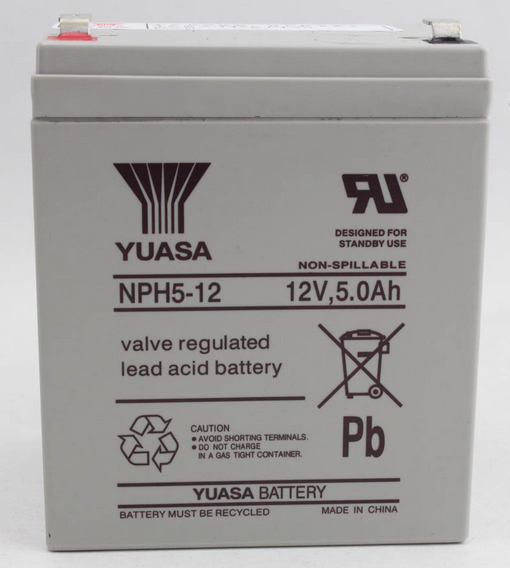 YUASA
DESIGNED FOR
STANDBY USE
NON-SPILLABLE
NPH5-12 12V,5.0Ah
valve regulated
lead acid battery
Pb
CAUTION
● AVOID SHORTING TERMINALS.
● DO NOT CHARGE
IN A GAS TIGHT CONTAINER.
YUASA BATTERY
BATTERY MUST BE RECYCLED MADE IN CHINA